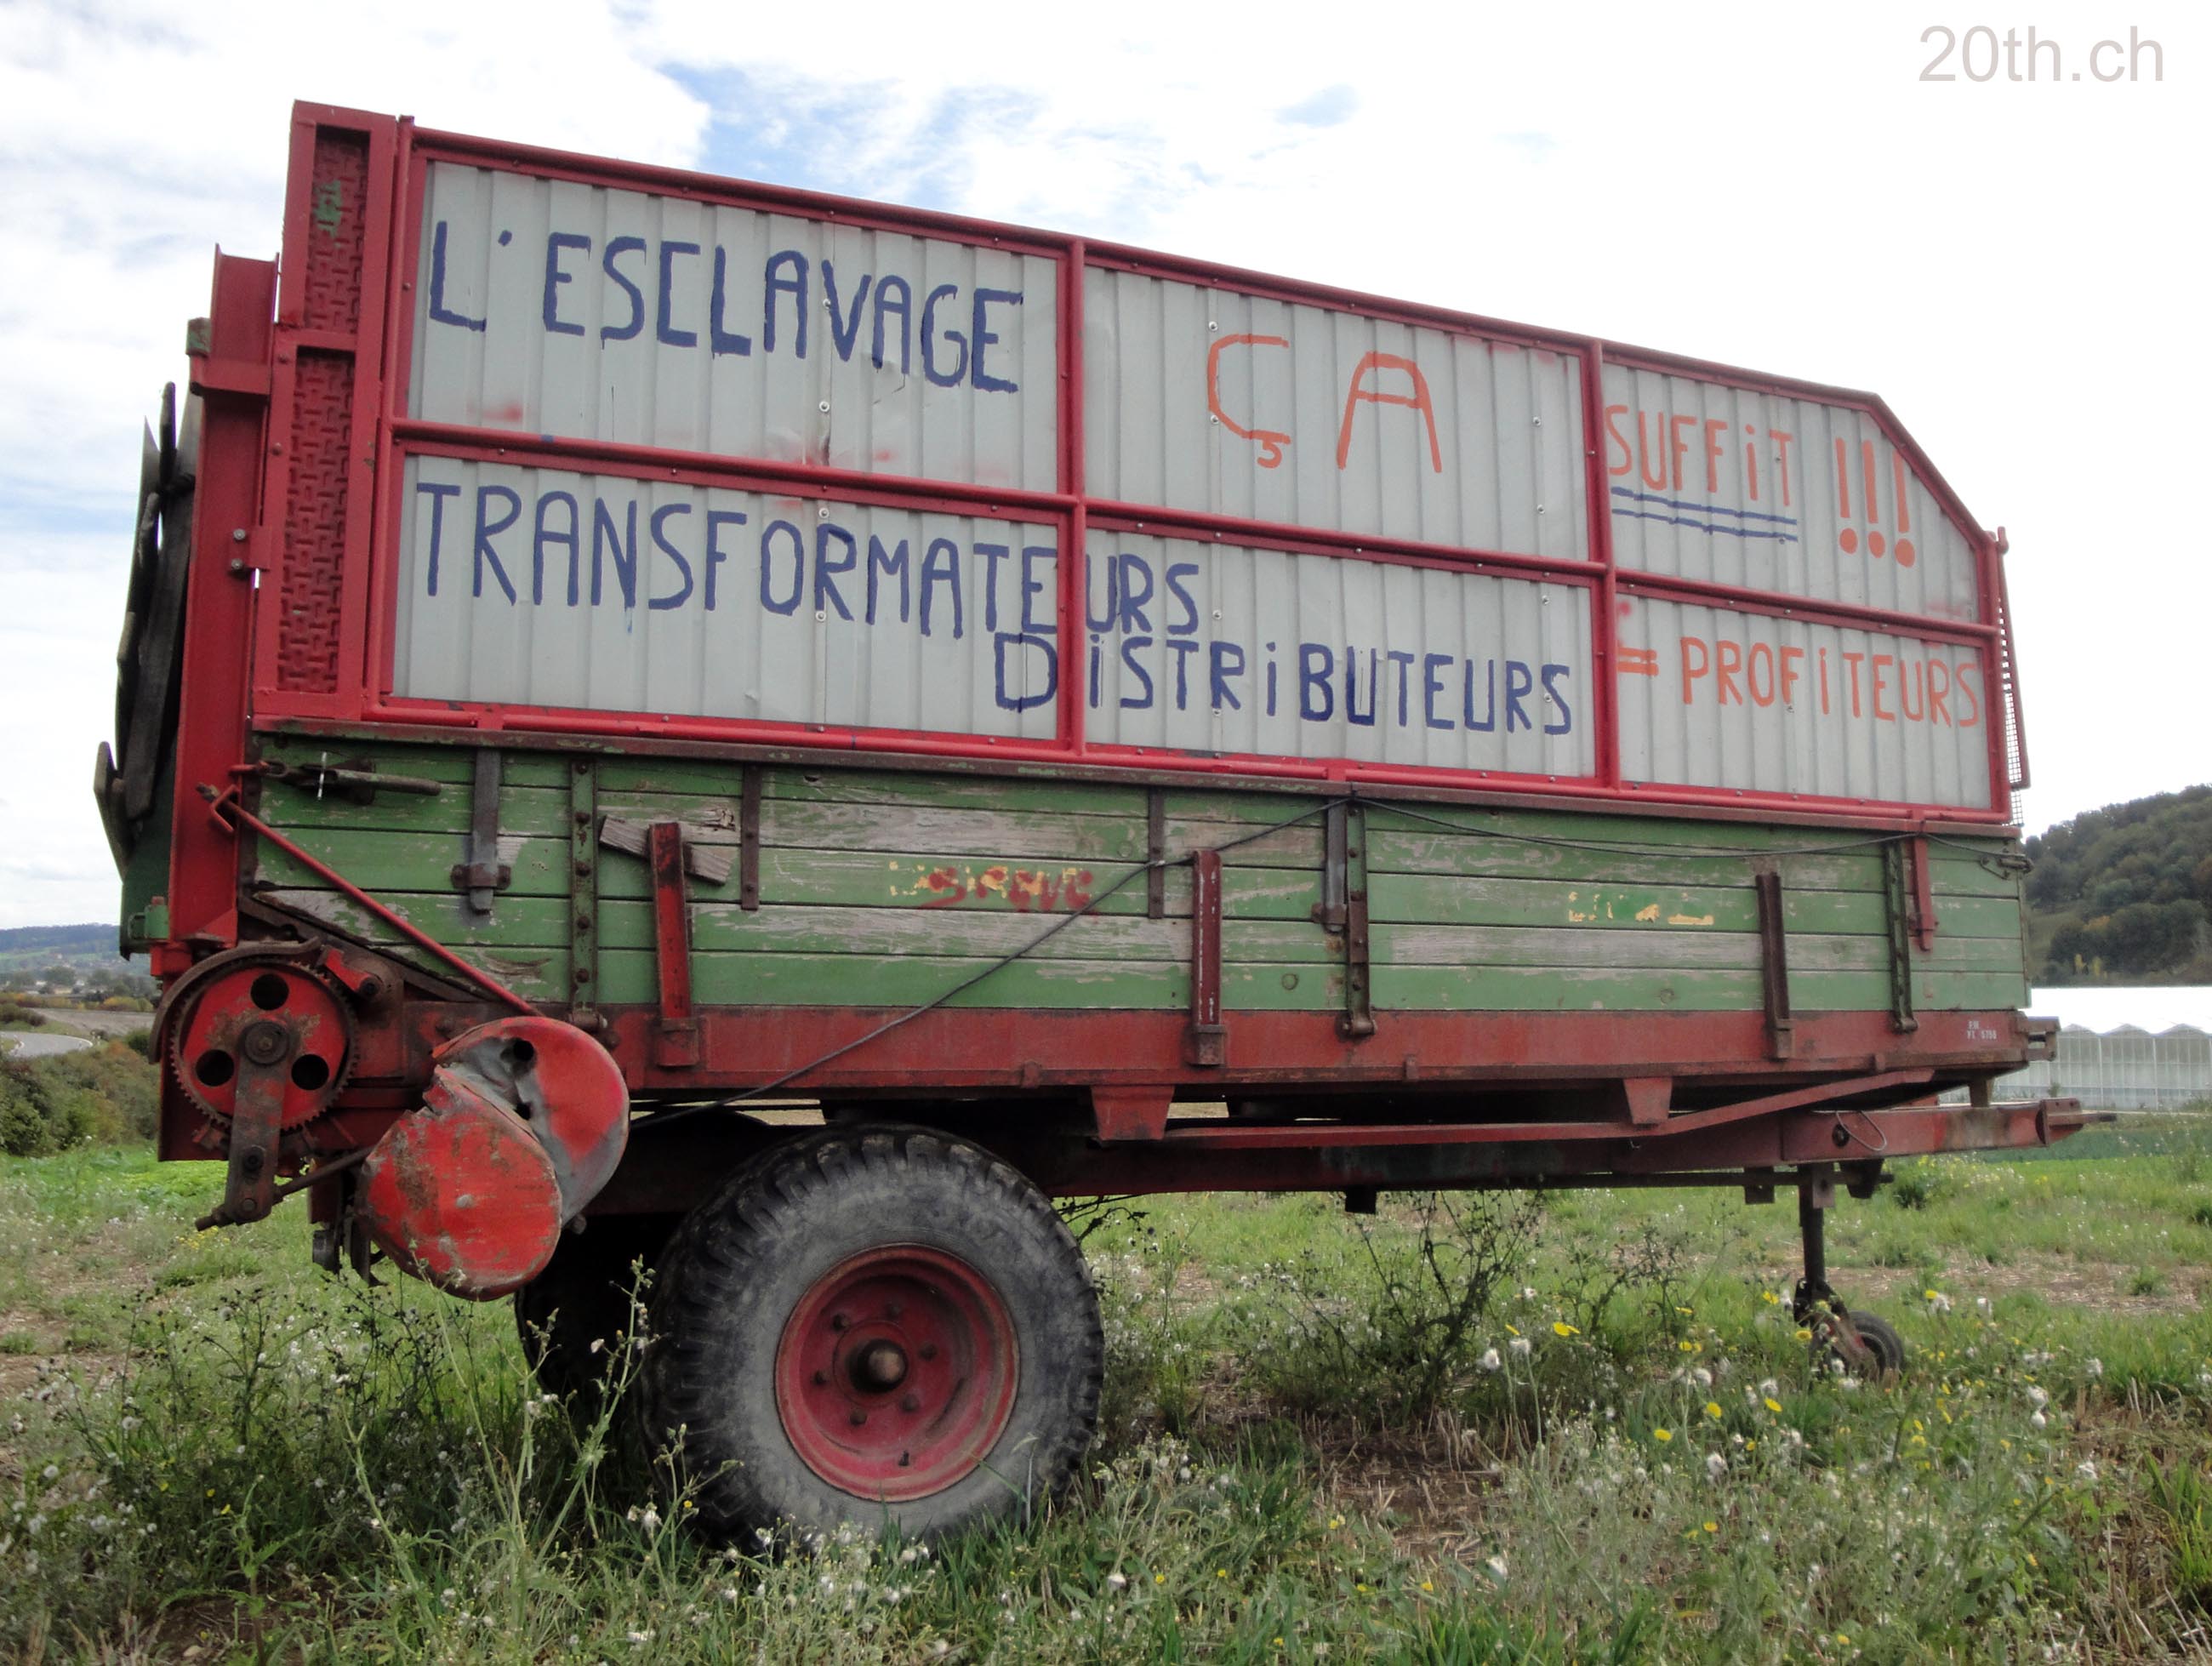 20th.ch
L'ESCLAVAGE ÇA SUFFiT !!!
TRANSFORMATEURS
DiSTRiBUTEURS = PROFiTEURS